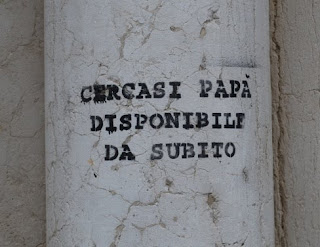 CERCASI PAPÀ
DISPONIBILE
DA SUBITO